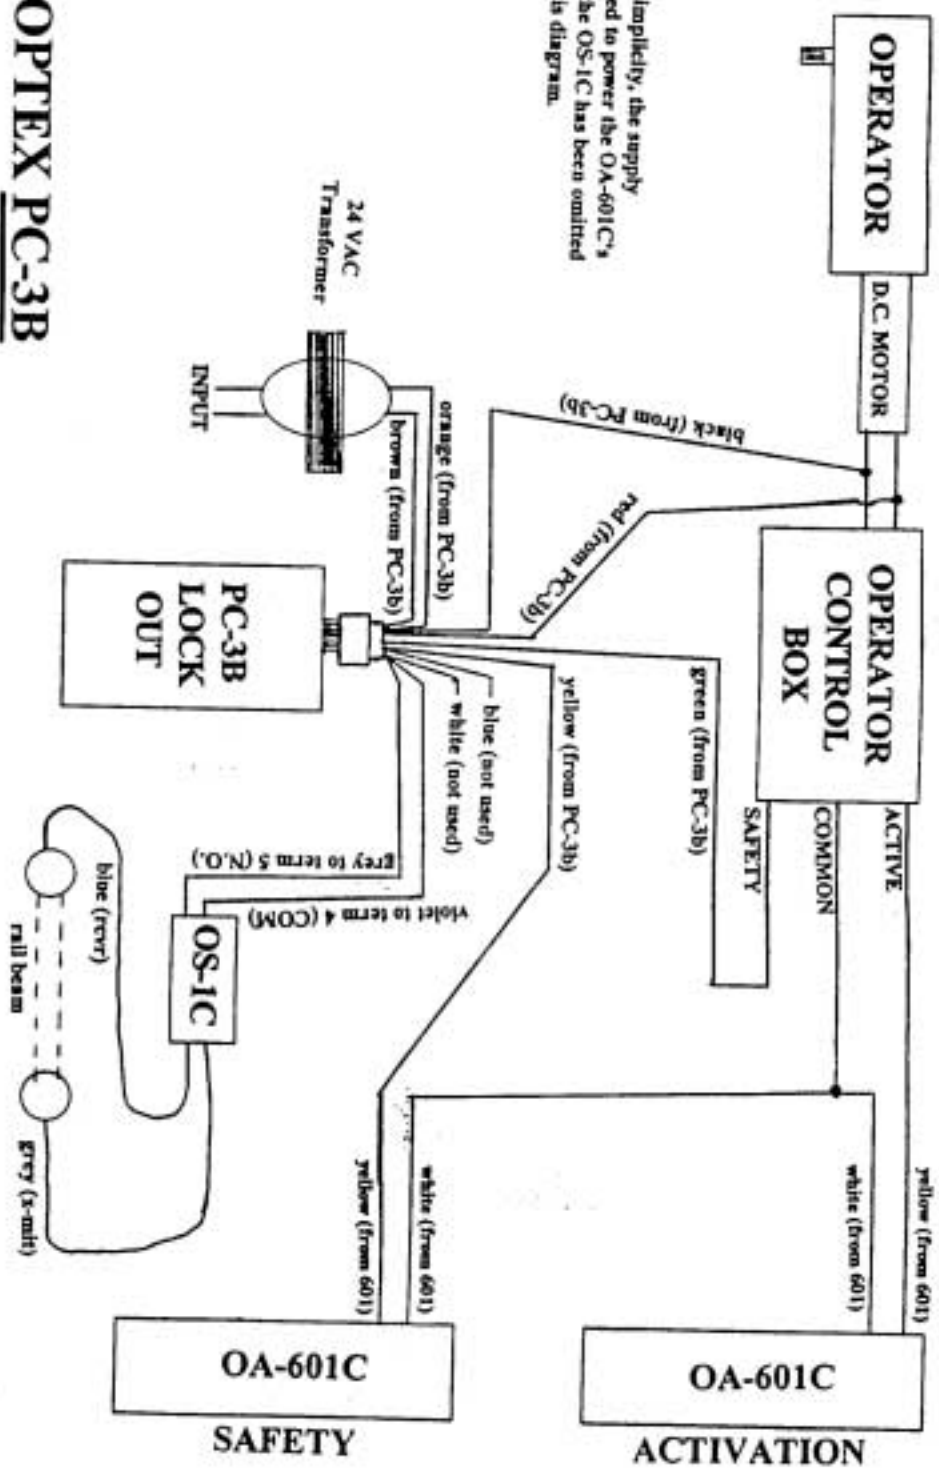 OPTEX PC-3B
implicity, the supply
ed to power the OA-601C's
he OS-1C has been omitted
is diagram.
OPERATOR
D.C. MOTOR
OPERATOR
CONTROL
BOX
ACTIVE
COMMON
SAFETY
black (from PC-3b)
red (from PC-3b)
green (from PC-3b)
yellow (from PC-3b)
blue (not used)
white (not used)
24 VAC
Transformer
INPUT
orange (from PC-3b)
brown (from PC-3b)
PC-3B
LOCK
OUT
grey to term 5 (N.O.)
violet to term 4 (COM)
OS-1C
blue (rcvr)
rail beam
grey (x-mit)
yellow (from 601)
white (from 601)
white (from 601)
yellow (from 601)
OA-601C
SAFETY
OA-601C
ACTIVATION